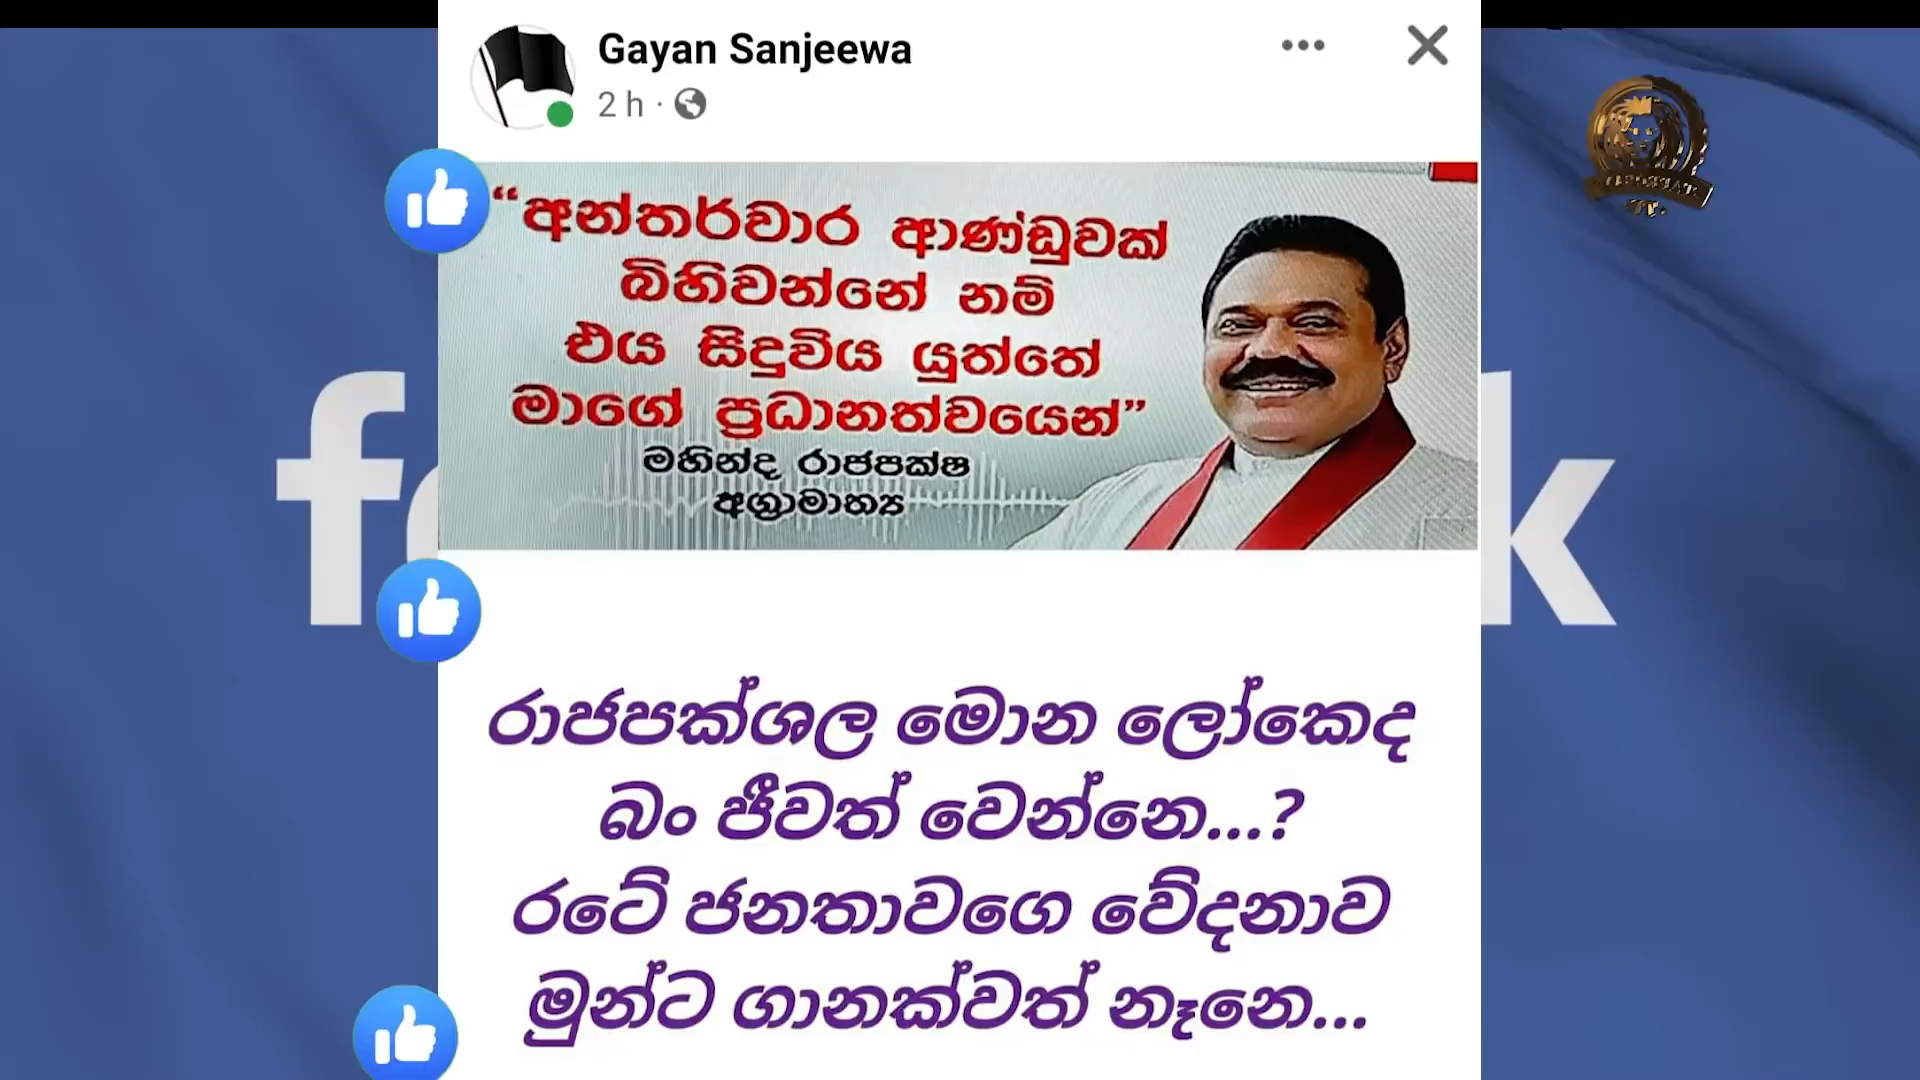 Gayan Sanjeewa
2 h ·
“අන්තර්වාර ආණ්ඩුවක්
බිහිවන්නේ නම්
එය සිදුවිය යුත්තේ
මාගේ ප්‍රධානත්වයෙන්”
මහින්ද රාජපක්ෂ
අග්‍රාමාත්‍ය
රාජපක්ශල මොන ලෝකෙද
බං ජීවත් වෙන්නෙ...?
රටේ ජනතාවගෙ වේදනාව
මුන්ට ගානක්වත් නෑනෙ...
f
k